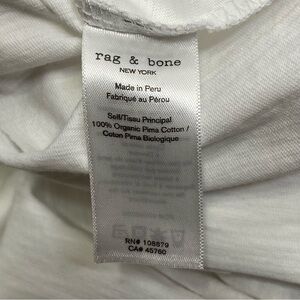 rag & bone
NEW YORK
Made in Peru
Fabriqué au Pérou
Self/Tissu Principal
100% Organic Pima Cotton /
Coton Pima Biologique
RN# 108879
CA# 45760